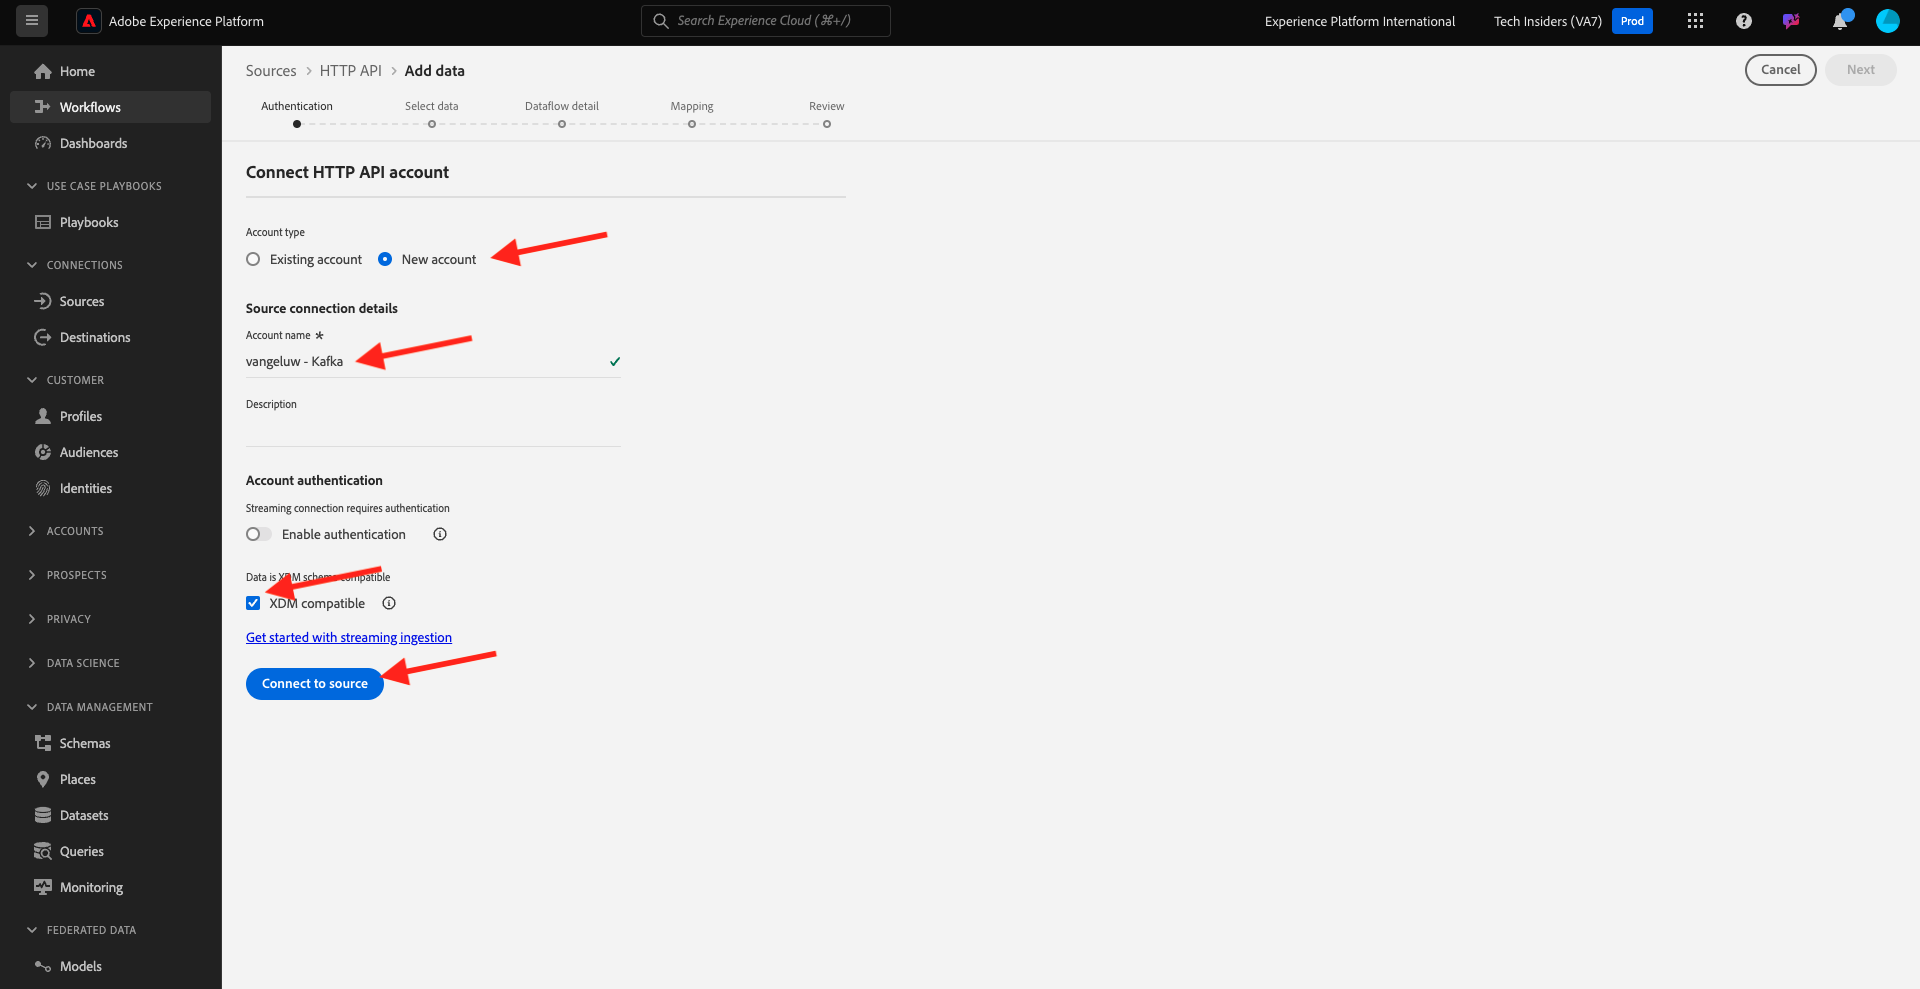 Adobe Experience Platform
Search Experience Cloud (⌘+/)
Experience Platform International
Tech Insiders (VA7)
Prod
Home
Workflows
Dashboards
USE CASE PLAYBOOKS
Playbooks
CONNECTIONS
Sources
Destinations
CUSTOMER
Profiles
Audiences
Identities
ACCOUNTS
PROSPECTS
PRIVACY
DATA SCIENCE
DATA MANAGEMENT
Schemas
Places
Datasets
Queries
Monitoring
FEDERATED DATA
Models
Sources > HTTP API > Add data
Cancel
Next
Authentication
Select data
Dataflow detail
Mapping
Review
Connect HTTP API account
Account type
Existing account
New account
Source connection details
Account name *
vangeluw - Kafka
Description
Account authentication
Streaming connection requires authentication
Enable authentication
Data is XDM schema compatible
XDM compatible
Get started with streaming ingestion
Connect to source